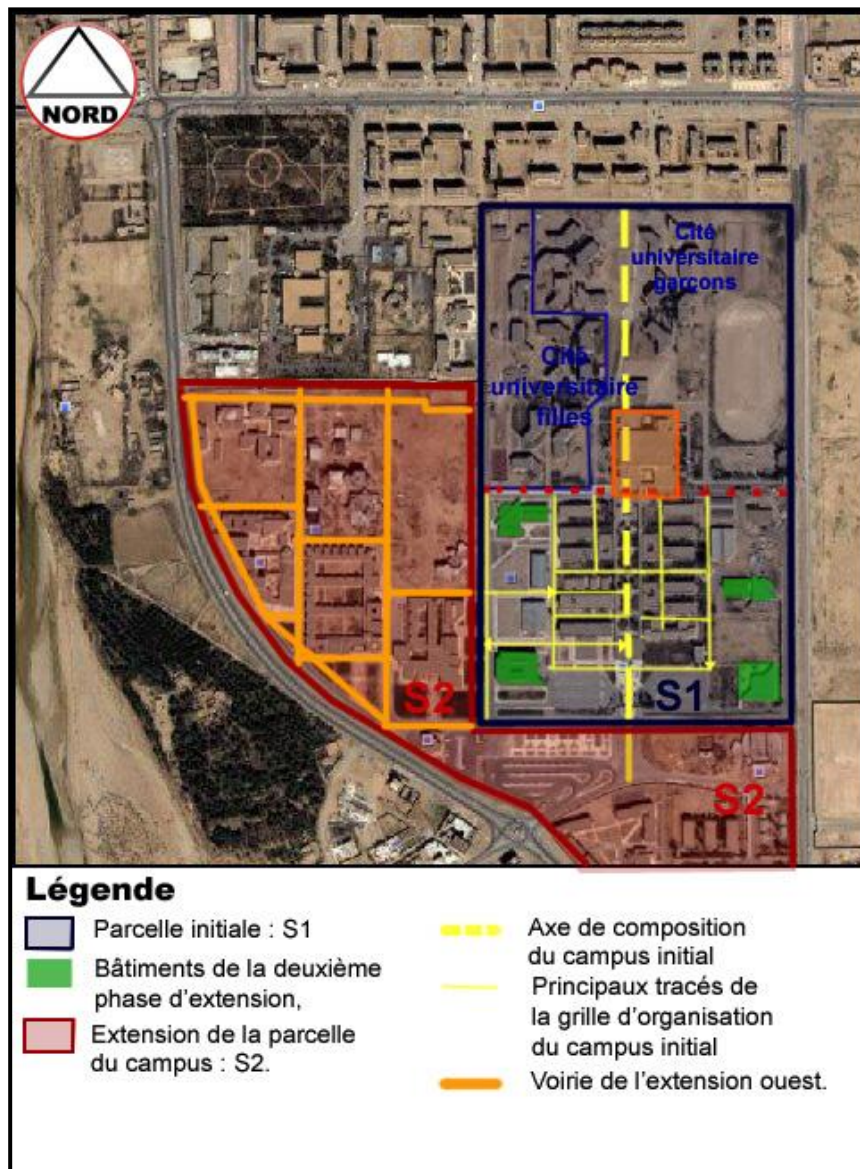 NORD
Cité
universitaire
garçons
Cité
universitaire
filles
S2
S1
S2
Légende
Parcelle initiale : S1
Bâtiments de la deuxième
phase d’extension,
Extension de la parcelle
du campus : S2.
Axe de composition
du campus initial
Principaux tracés de
la grille d’organisation
du campus initial
Voirie de l’extension ouest.